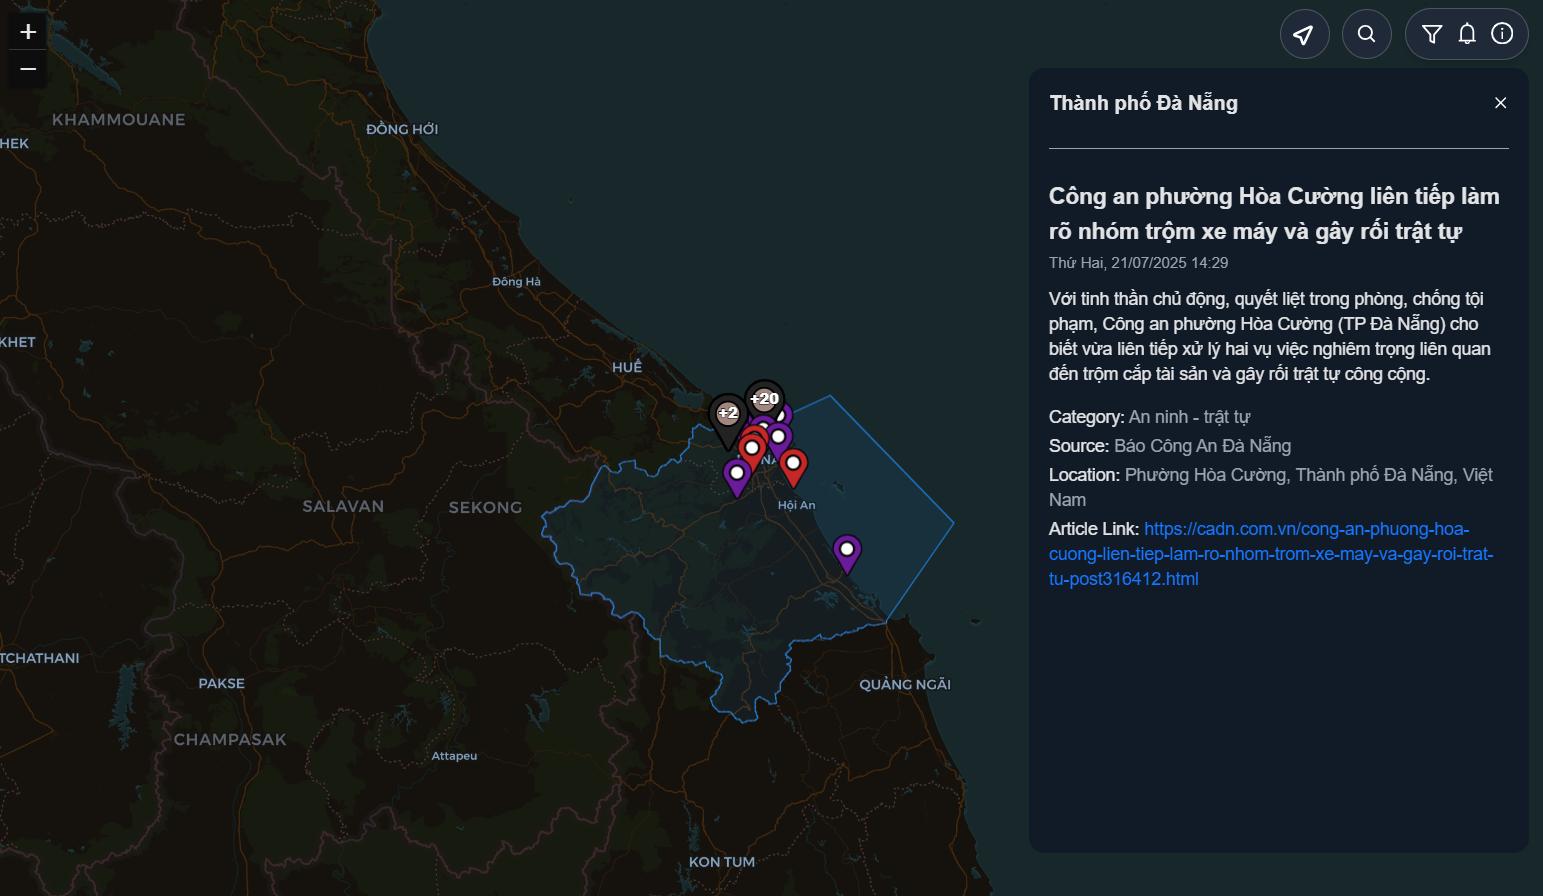 +
−
KHAMMOUANE
HEK
ĐỒNG HỚI
Đông Hà
KHET
HUẾ
+20
+2
SALAVAN
SEKONG
Hội An
TCHATHANI
PAKSE
QUẢNG NGÃI
CHAMPASAK
Attapeu
KON TUM
Thành phố Đà Nẵng
Công an phường Hòa Cường liên tiếp làm
rõ nhóm trộm xe máy và gây rối trật tự
Thứ Hai, 21/07/2025 14:29
Với tinh thần chủ động, quyết liệt trong phòng, chống tội
phạm, Công an phường Hòa Cường (TP Đà Nẵng) cho
biết vừa liên tiếp xử lý hai vụ việc nghiêm trọng liên quan
đến trộm cắp tài sản và gây rối trật tự công cộng.
Category: An ninh - trật tự
Source: Báo Công An Đà Nẵng
Location: Phường Hòa Cường, Thành phố Đà Nẵng, Việt
Nam
Article Link: https://cadn.com.vn/cong-an-phuong-hoa-
cuong-lien-tiep-lam-ro-nhom-trom-xe-may-va-gay-roi-trat-
tu-post316412.html